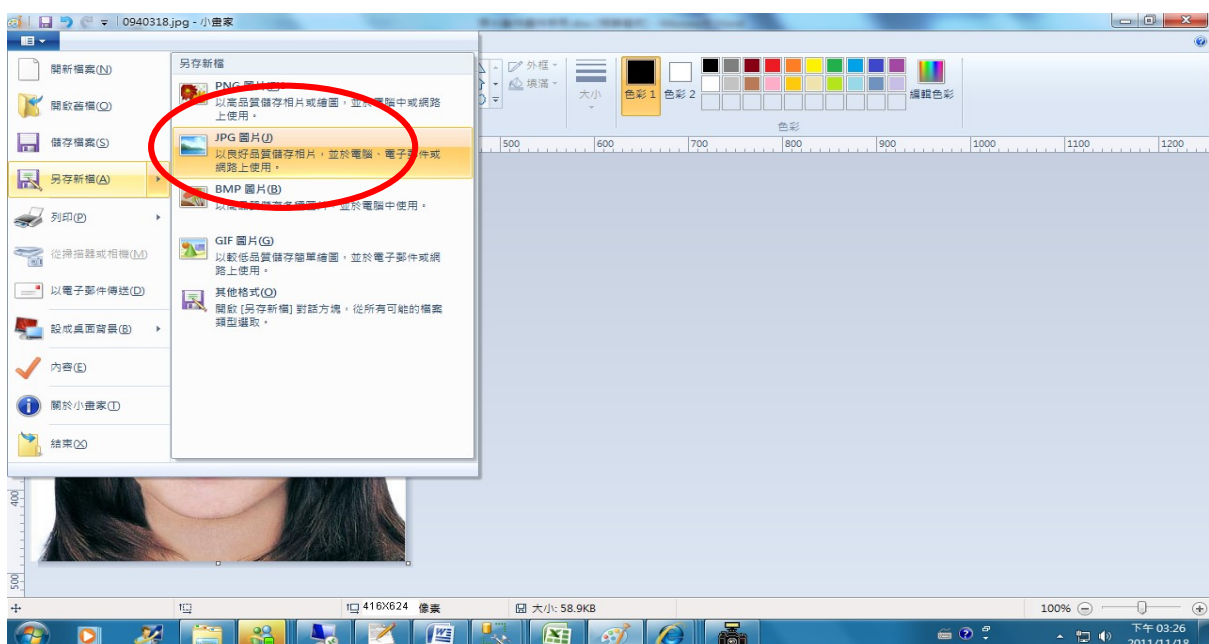 0940318.jpg - 小畫家
開新檔案(N)
開啟舊檔(O)
儲存檔案(S)
另存新檔(A)
列印(P)
從掃描器或相機(M)
以電子郵件傳送(D)
設成桌面背景(B)
內容(E)
關於小畫家(T)
結束(X)
另存新檔
PNG 圖片(P)
以高品質儲存相片或繪圖，並於電腦中或網路
上使用。
JPG 圖片(J)
以良好品質儲存相片，並於電腦、電子郵件或
網路上使用。
BMP 圖片(B)
並於電腦中使用。
GIF 圖片(G)
以較低品質儲存簡單繪圖，並於電子郵件或網
路上使用。
其他格式(O)
開啟 [另存新檔] 對話方塊，從所有可能的檔案
類型選取。
外框
填滿
大小
色彩 1
色彩 2
編輯色彩
色彩
500 600 700 800 900 1000 1100 1200
400
500
416X624 像素
大小: 58.9KB
100%
下午 03:26
2011/11/18